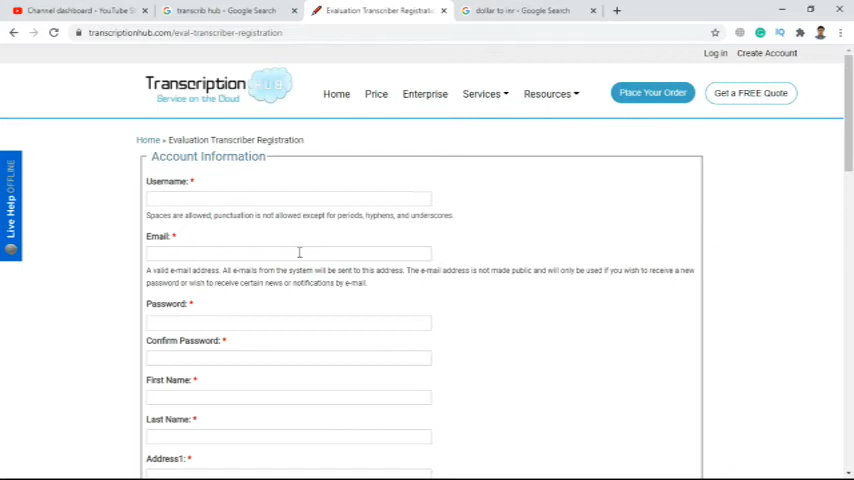 Channel dashboard - YouTube St
transcrib hub - Google Search
Evaluation Transcriber Registratio
dollar to inr - Google Search
transcriptionhub.com/eval-transcriber-registration
Log in
Create Account
Transcription
HUB
Service on the Cloud
Home
Price
Enterprise
Services
Resources
Place Your Order
Get a FREE Quote
Home » Evaluation Transcriber Registration
Account Information
Live Help OFFLINE
Username: *
Spaces are allowed; punctuation is not allowed except for periods, hyphens, and underscores.
Email: *
A valid e-mail address. All e-mails from the system will be sent to this address. The e-mail address is not made public and will only be used if you wish to receive a new
password or wish to receive certain news or notifications by e-mail.
Password: *
Confirm Password: *
First Name: *
Last Name: *
Address1: *